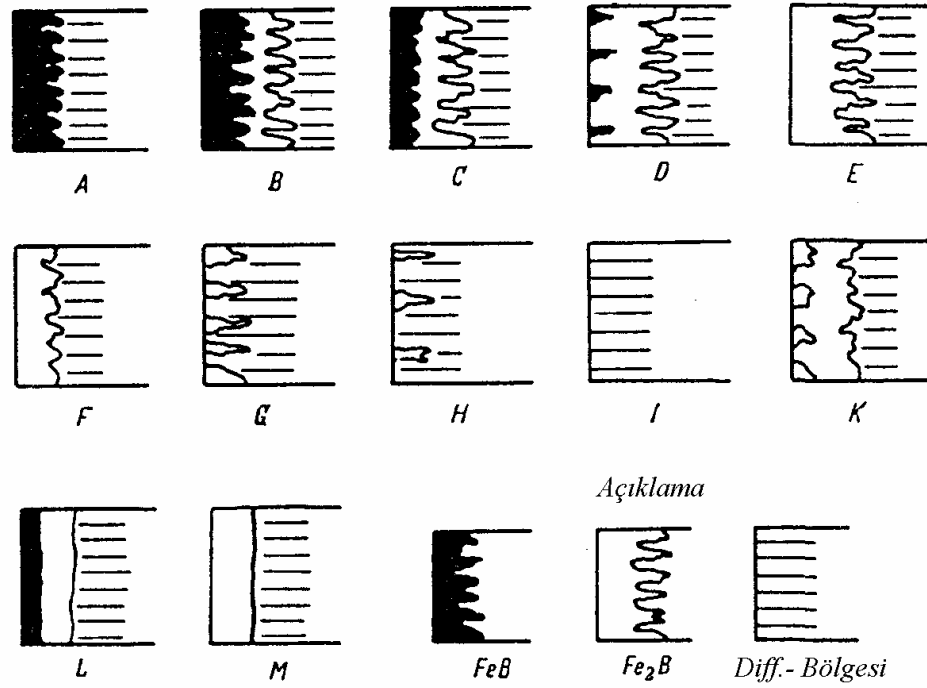 A B C D E
F G H I K
Açıklama
L M FeB Fe₂B Diff.- Bölgesi